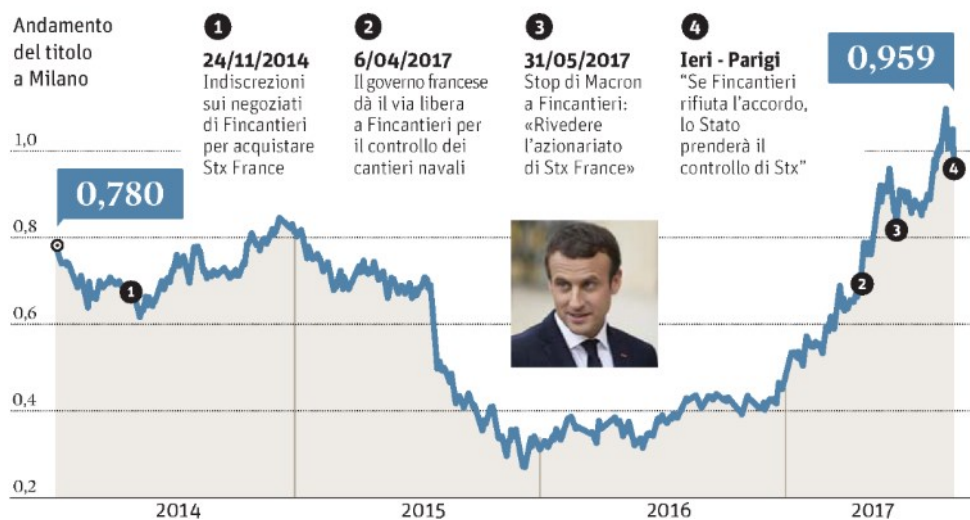 Andamento
del titolo
a Milano
1
24/11/2014
Indiscrezioni
sui negoziati
di Fincantieri
per acquistare
Stx France
2
6/04/2017
Il governo francese
dà il via libera
a Fincantieri per
il controllo dei
cantieri navali
3
31/05/2017
Stop di Macron
a Fincantieri:
«Rivedere
l'azionariato
di Stx France»
4
Ieri - Parigi
“Se Fincantieri
rifiuta l'accordo,
lo Stato
prenderà il
controllo di Stx”
0,959
1,0
0,780
0,8
0,6
0,4
0,2
1
2
3
4
2014
2015
2016
2017